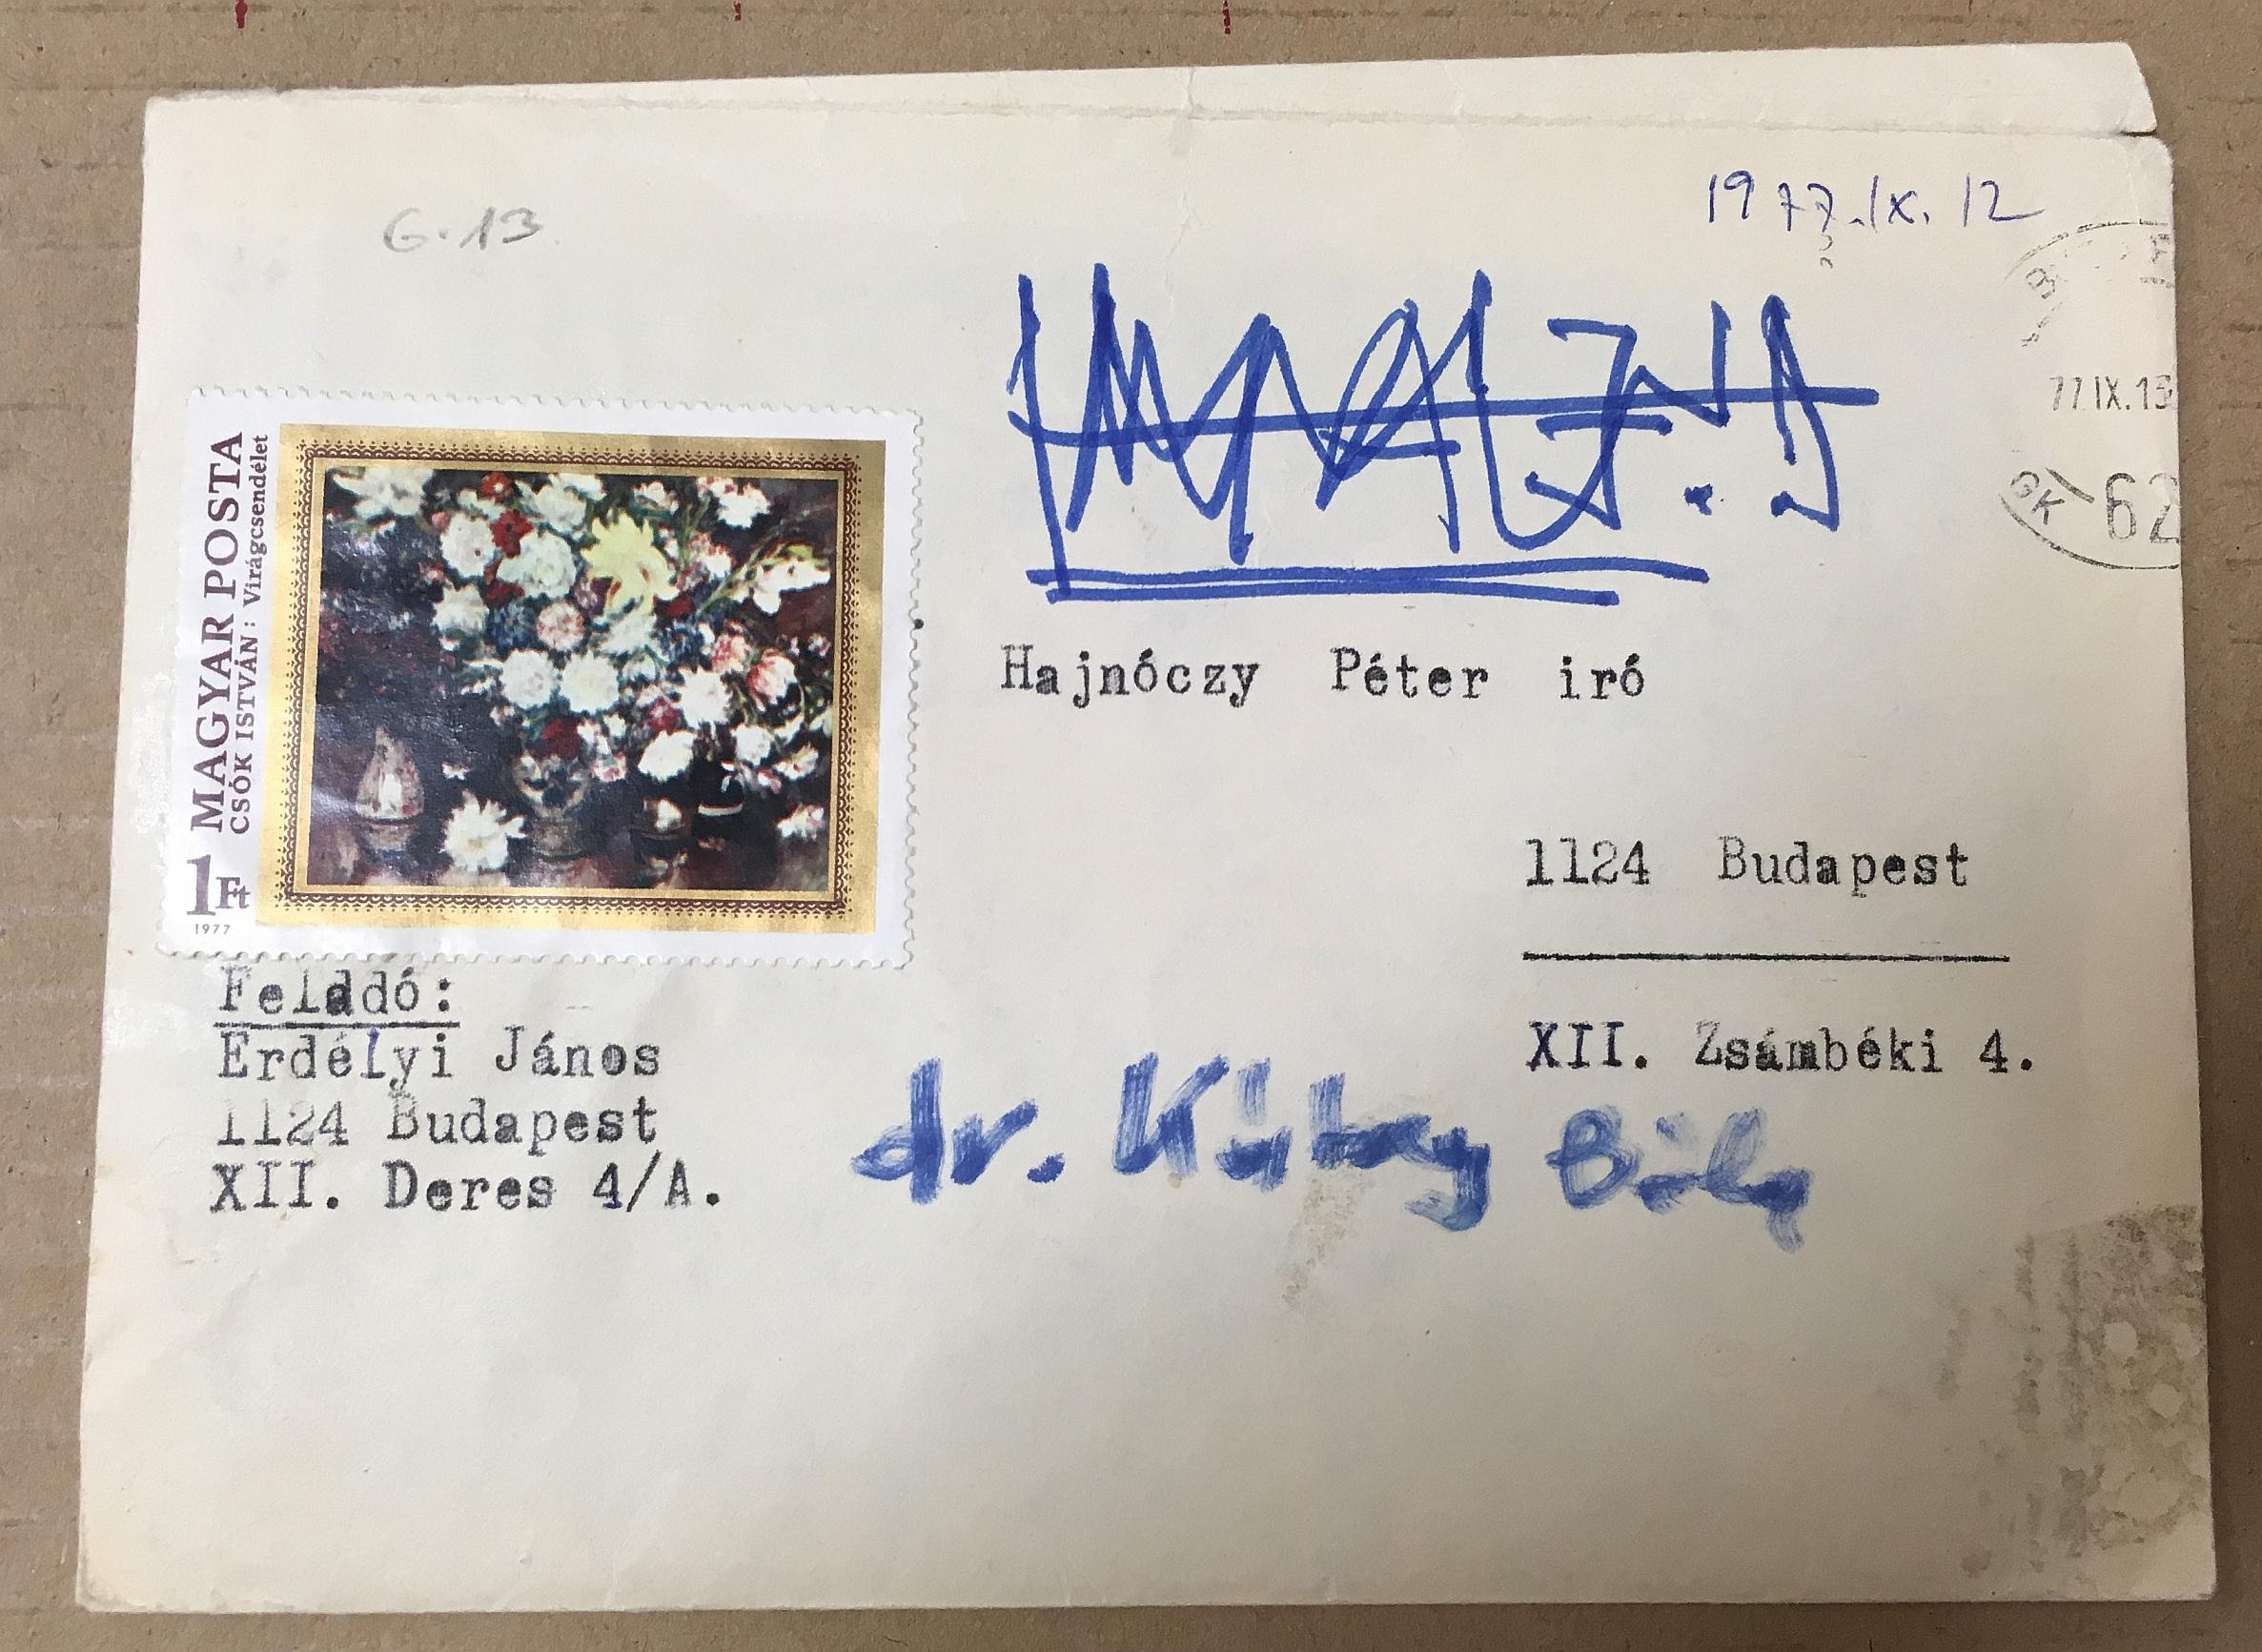 G.13
1977.IX.12
77.IX.13
62
MAGYAR POSTA
CSÓK ISTVÁN: Virágcsendélet
1Ft
1977
Hajnóczy Péter iró
1124 Budapest
XII. Zsámbéki 4.
Feladó:
Erdélyi János
1124 Budapest
XII. Deres 4/A.
dr.